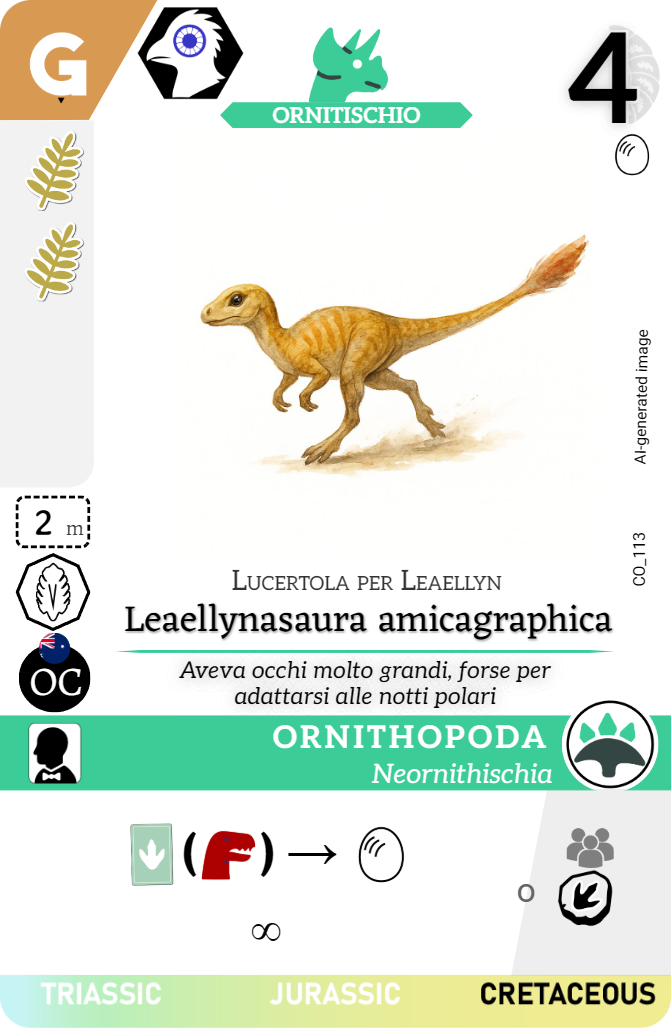 G
4
ORNITISCHIO
AI-generated image
CO_113
2 m
OC
Lucertola per Leaellyn
Leaellynasaura amicagraphica
Aveva occhi molto grandi, forse per
adattarsi alle notti polari
ORNITHOPODA
Neornithischia
( ) → 
∞
o
TRIASSIC JURASSIC CRETACEOUS